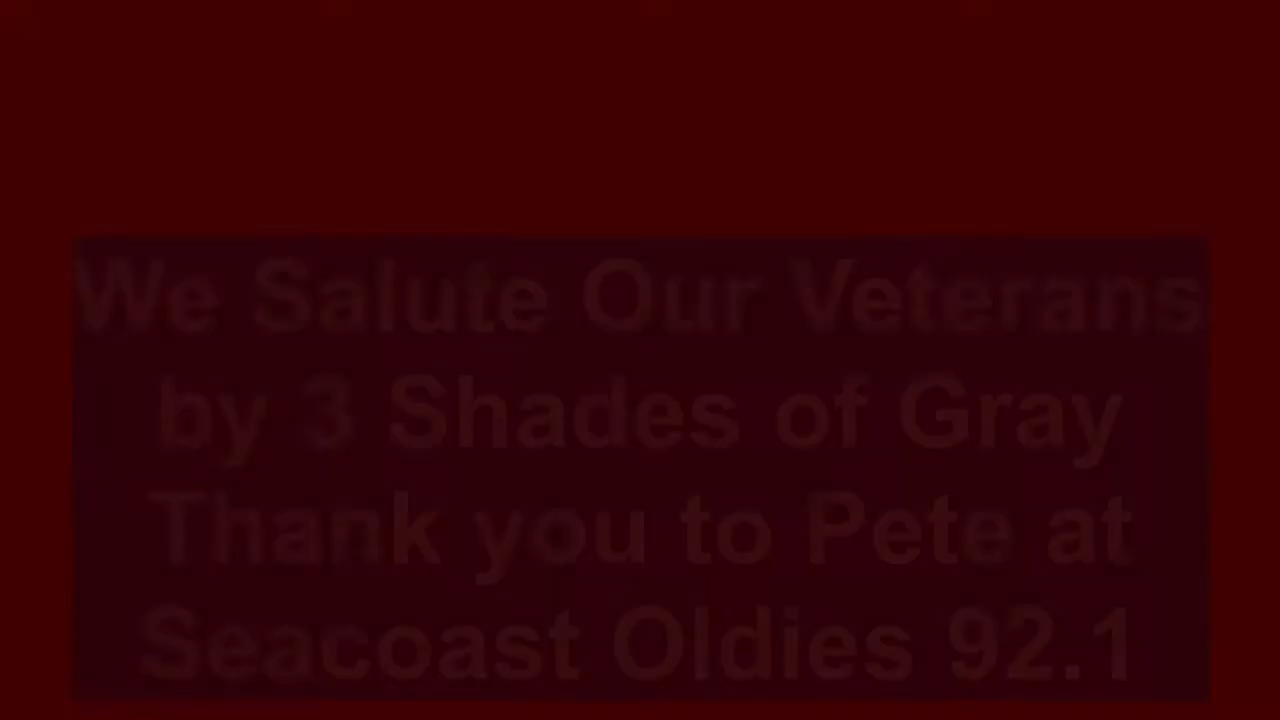 We Salute Our Veterans
by 3 Shades of Gray
Thank you to Pete at
Seacoast Oldies 92.1